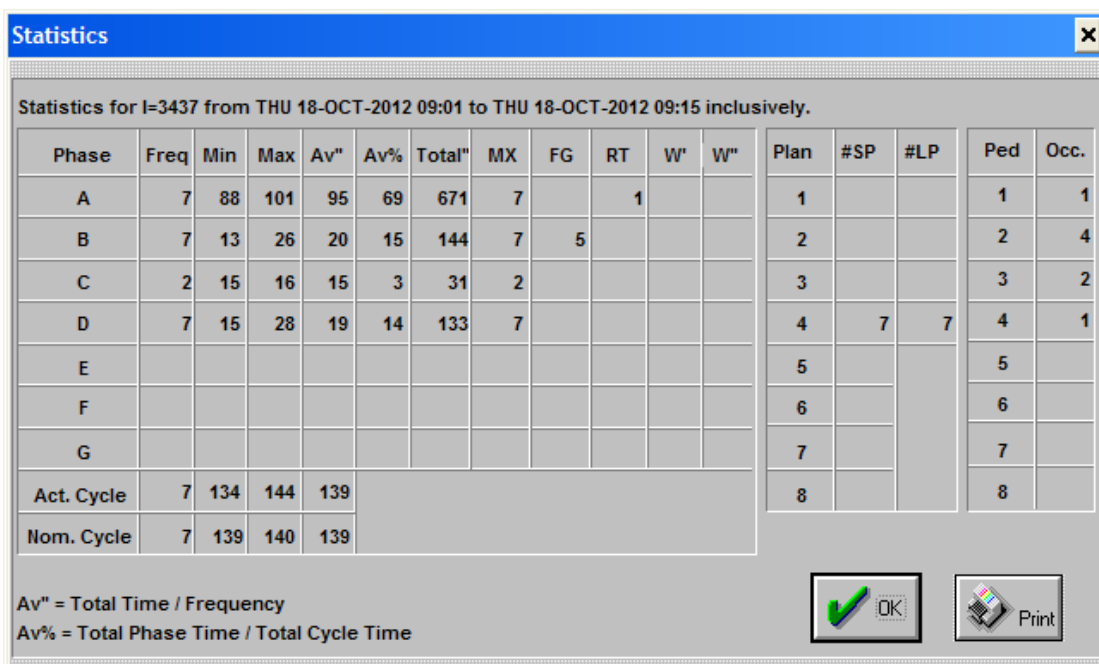 Statistics
Statistics for I=3437 from THU 18-OCT-2012 09:01 to THU 18-OCT-2012 09:15 inclusively.
Phase Freq Min Max Av" Av% Total" MX FG RT W' W" Plan #SP #LP Ped Occ.
A 7 88 101 95 69 671 7 1 1 1 1
B 7 13 26 20 15 144 7 5 2 2 4
C 2 15 16 15 3 31 2 3 3 2
D 7 15 28 19 14 133 7 4 7 7 4 1
E 5 5
F 6 6
G 7 7
Act. Cycle 7 134 144 139 8 8
Nom. Cycle 7 139 140 139
Av" = Total Time / Frequency
Av% = Total Phase Time / Total Cycle Time
OK
Print